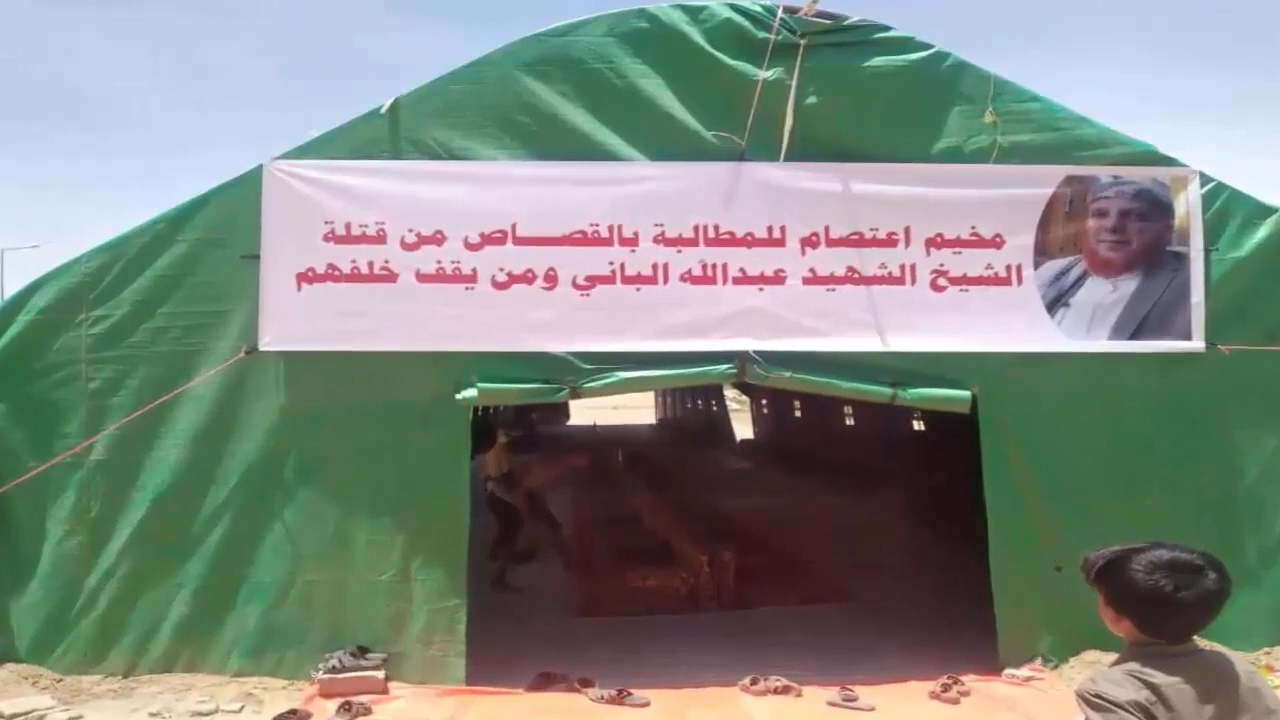 مخيم اعتصام للمطالبة بالقصاص من قتلة
الشيخ الشهيد عبدالله الباني ومن يقف خلفهم